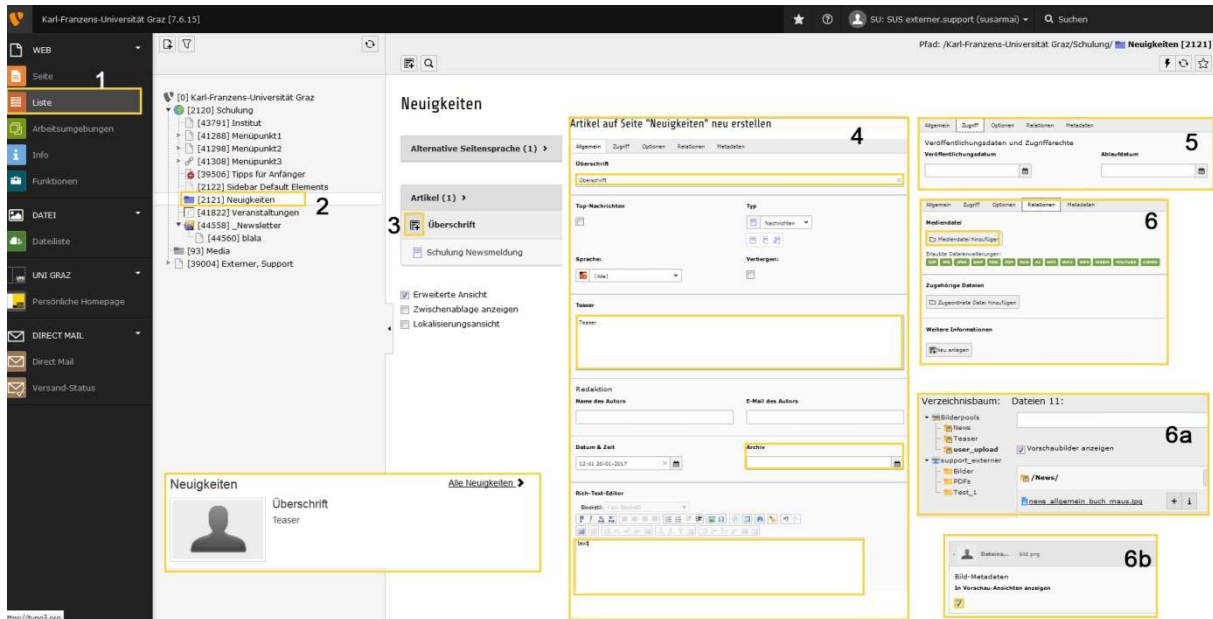 Karl-Franzens-Universität Graz [7.6.15]
SU: SUS externer.support (susarmai)
Suchen
WEB
Seite
1
Liste
Arbeitsumgebungen
Info
Funktionen
DATEI
Dateiliste
UNI GRAZ
Persönliche Homepage
DIRECT MAIL
Direct Mail
Versand-Status
[0] Karl-Franzens-Universität Graz
[2120] Schulung
[43791] Institut
[41288] Menüpunkt1
[41298] Menüpunkt2
[41308] Menüpunkt3
[39506] Tipps für Anfänger
[2122] Sidebar Default Elements
[2121] Neuigkeiten
2
[41822] Veranstaltungen
[44558] _Newsletter
[44560] blala
[93] Media
[39004] Externer, Support
Pfad: /Karl-Franzens-Universität Graz/Schulung/ Neuigkeiten [2121]
Neuigkeiten
Alternative Seitensprache (1)
Artikel (1)
3
Überschrift
Schulung Newsmeldung
Erweiterte Ansicht
Zwischenablage anzeigen
Lokalisierungsansicht
Artikel auf Seite "Neuigkeiten" neu erstellen
4
Allgemein Zugriff Optionen Relationen Metadaten
Überschrift
Überschrift
Top-Nachrichten Typ
Nachrichten
Sprache: Verbergen:
[Alle]
Teaser
Teaser
Redaktion
Name des Autors E-Mail des Autors
Datum & Zeit Archiv
12-41 20-01-2017
Rich-Text-Editor
Blockstil:
text
Neuigkeiten
Alle Neuigkeiten
Überschrift
Teaser
Allgemein Zugriff Optionen Relationen Metadaten
5
Veröffentlichungsdaten und Zugriffsrechte
Veröffentlichungsdatum Ablaufdatum
Allgemein Zugriff Optionen Relationen Metadaten
6
Mediendatei
Mediendatei hinzufügen
Erlaubte Dateierweiterungen:
Zugehörige Dateien
Zugeordnete Datei hinzufügen
Weitere Informationen
Neu anlegen
Verzeichnisbaum: Dateien 11:
6a
Bilderpools
News
Teaser
user_upload
Vorschaubilder anzeigen
support_externer
Bilder
PDFs
Test_1
/News/
news_allgemein_buch_maus.jpg
Dateina... bild.png
6b
Bild-Metadaten
In Vorschau-Ansichten anzeigen